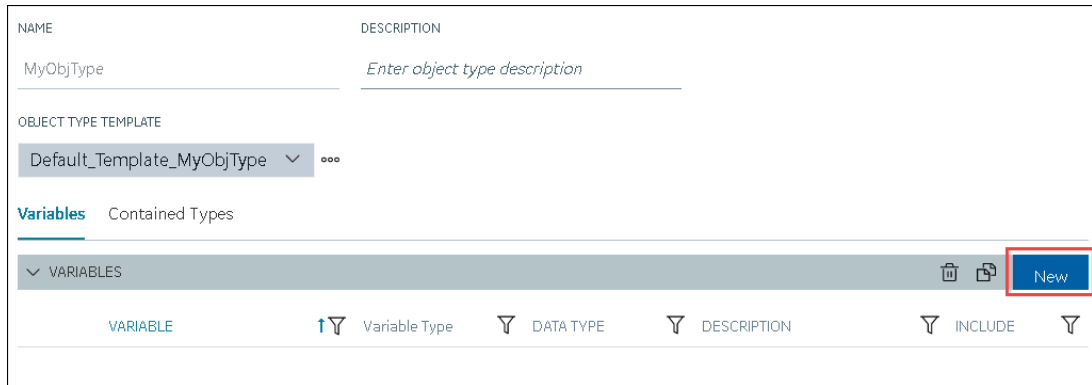 NAME DESCRIPTION
MyObjType Enter object type description
OBJECT TYPE TEMPLATE
Default_Template_MyObjType
Variables Contained Types
VARIABLES New
VARIABLE Variable Type DATA TYPE DESCRIPTION INCLUDE